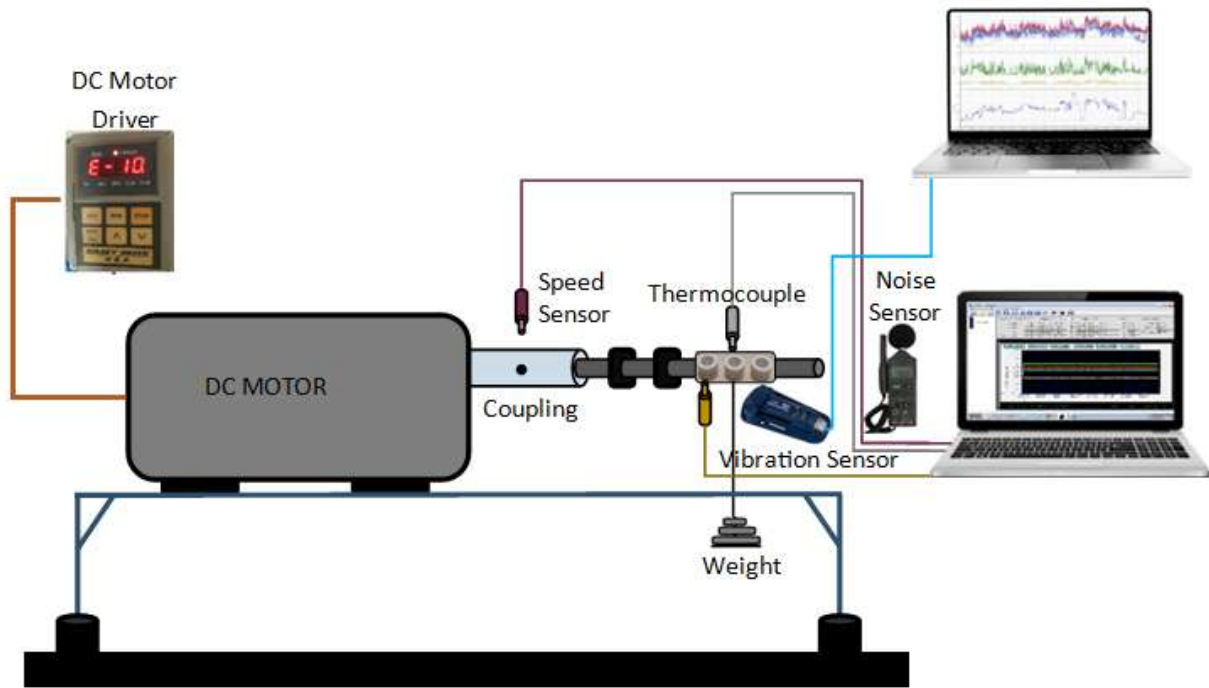 DC Motor
Driver
E-10.
Speed
Sensor
Thermocouple
Noise
Sensor
DC MOTOR
Coupling
Vibration Sensor
Weight